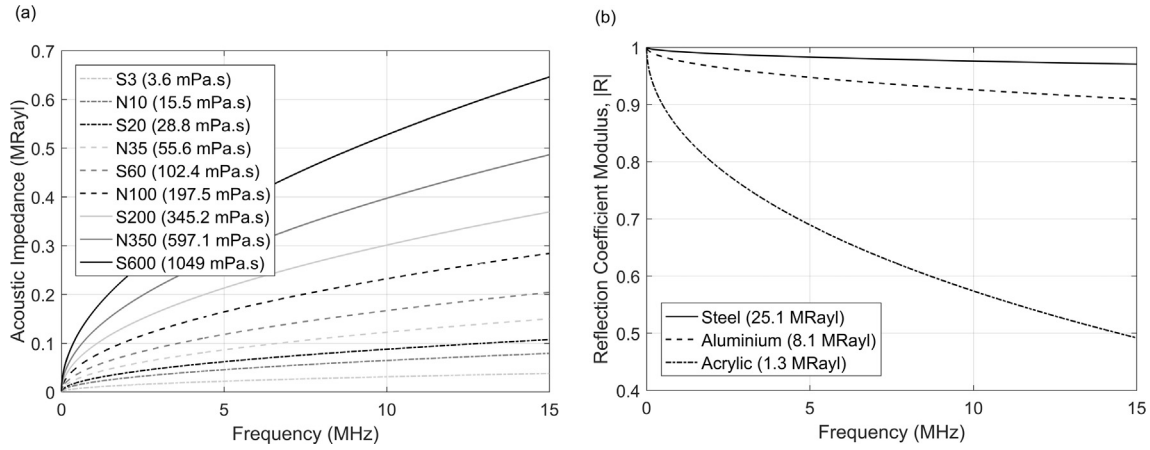 (a)
0.7
0.6
0.5
0.4
0.3
0.2
0.1
0
0
5
10
15
Acoustic Impedance (MRayl)
Frequency (MHz)
S3 (3.6 mPa.s)
N10 (15.5 mPa.s)
S20 (28.8 mPa.s)
N35 (55.6 mPa.s)
S60 (102.4 mPa.s)
N100 (197.5 mPa.s)
S200 (345.2 mPa.s)
N350 (597.1 mPa.s)
S600 (1049 mPa.s)
(b)
1
0.9
0.8
0.7
0.6
0.5
0.4
0
5
10
15
Reflection Coefficient Modulus, |R|
Frequency (MHz)
Steel (25.1 MRayl)
Aluminium (8.1 MRayl)
Acrylic (1.3 MRayl)